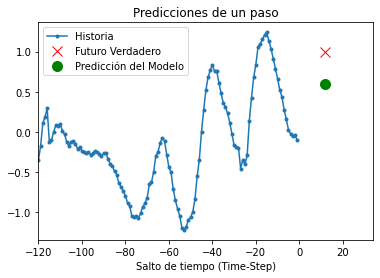 Predicciones de un paso
Historia
Futuro Verdadero
Predicción del Modelo
1.0
0.5
0.0
−0.5
−1.0
−120 −100 −80 −60 −40 −20 0 20
Salto de tiempo (Time-Step)